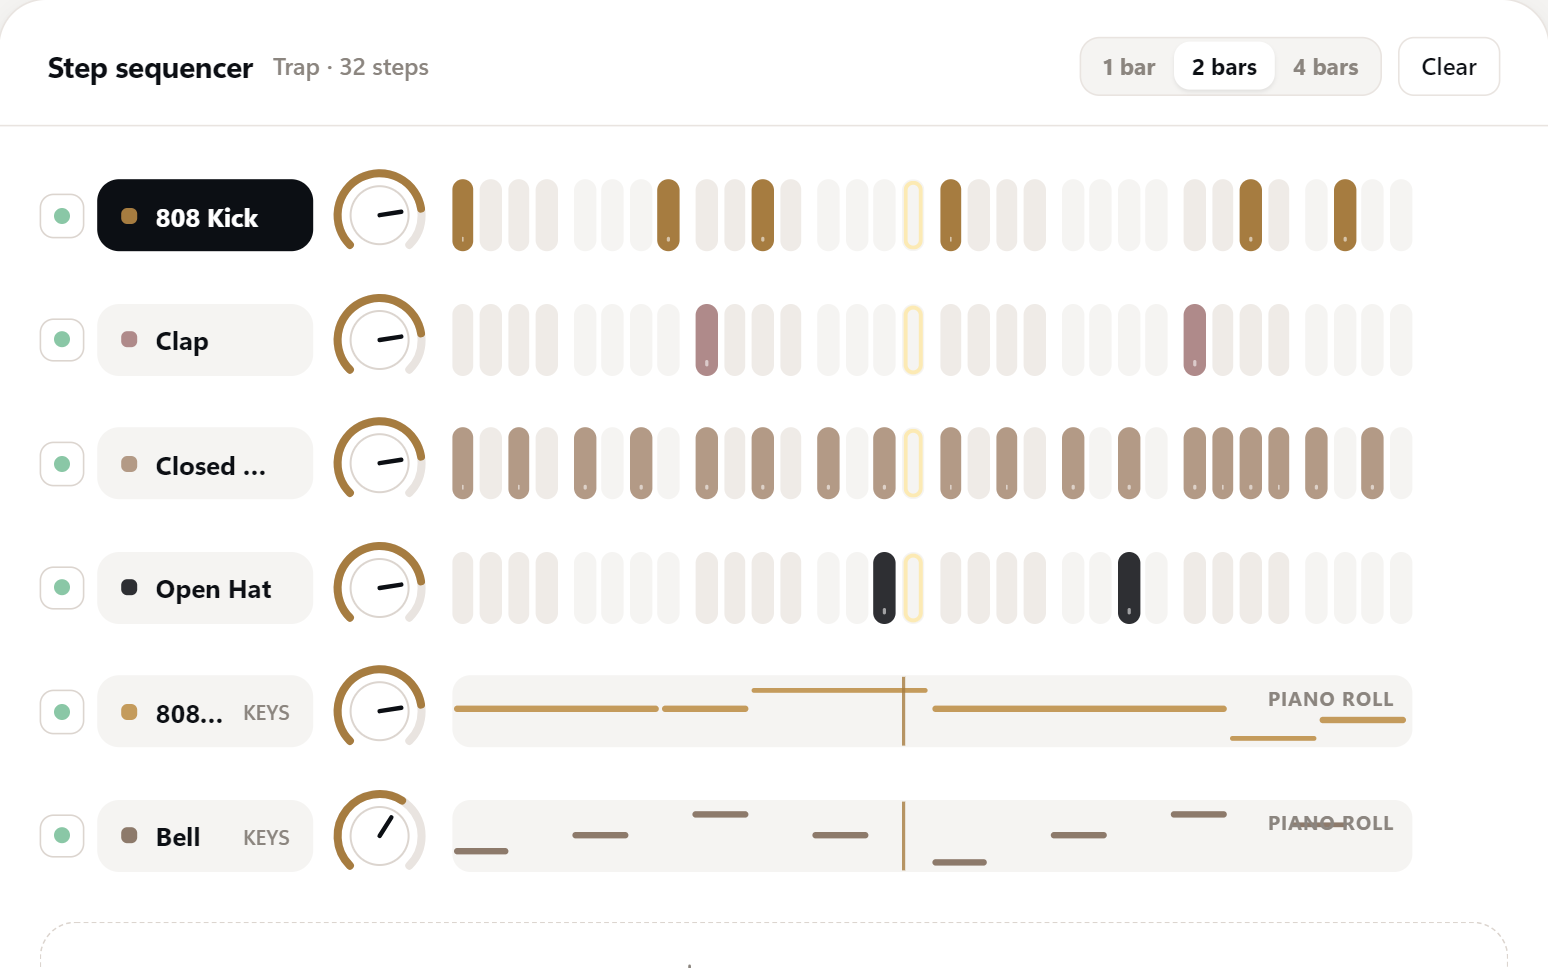 Step sequencer Trap · 32 steps 1 bar 2 bars 4 bars Clear
808 Kick
Clap
Closed ...
Open Hat
808... KEYS PIANO ROLL
Bell KEYS PIANO ROLL